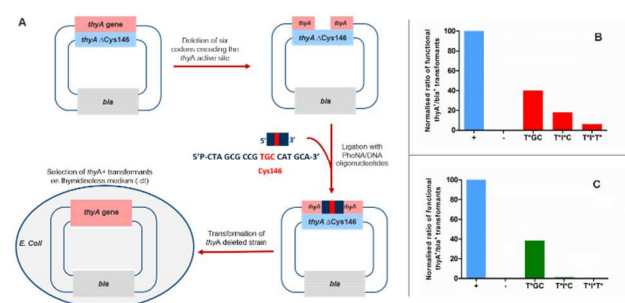 A
thyA gene
thyA ΔCys146
bla
Deletion of six
codons encoding the
thyA active site
thyA thyA
thyA ΔCys146
bla
Ligation with
PhoNA/DNA
oligonucleotides
5' 3'
5'P-CTA GCG CCG TGC CAT GCA-3'
Cys146
thyA thyA
thyA ΔCys146
bla
Transformation of
thyA deleted strain
Selection of thyA+ transformants
on thymidineless medium (-dt)
E. Coli
thyA gene
bla
B
Normalised ratio of functional
thyA⁺/bla⁺ transformants
100
80
60
40
20
0
+ - T*GC T*I*C T*I*T*
C
Normalised ratio of functional
thyA⁺/bla⁺ transformants
100
80
60
40
20
0
+ - T*GC T*I*C T*I*T*